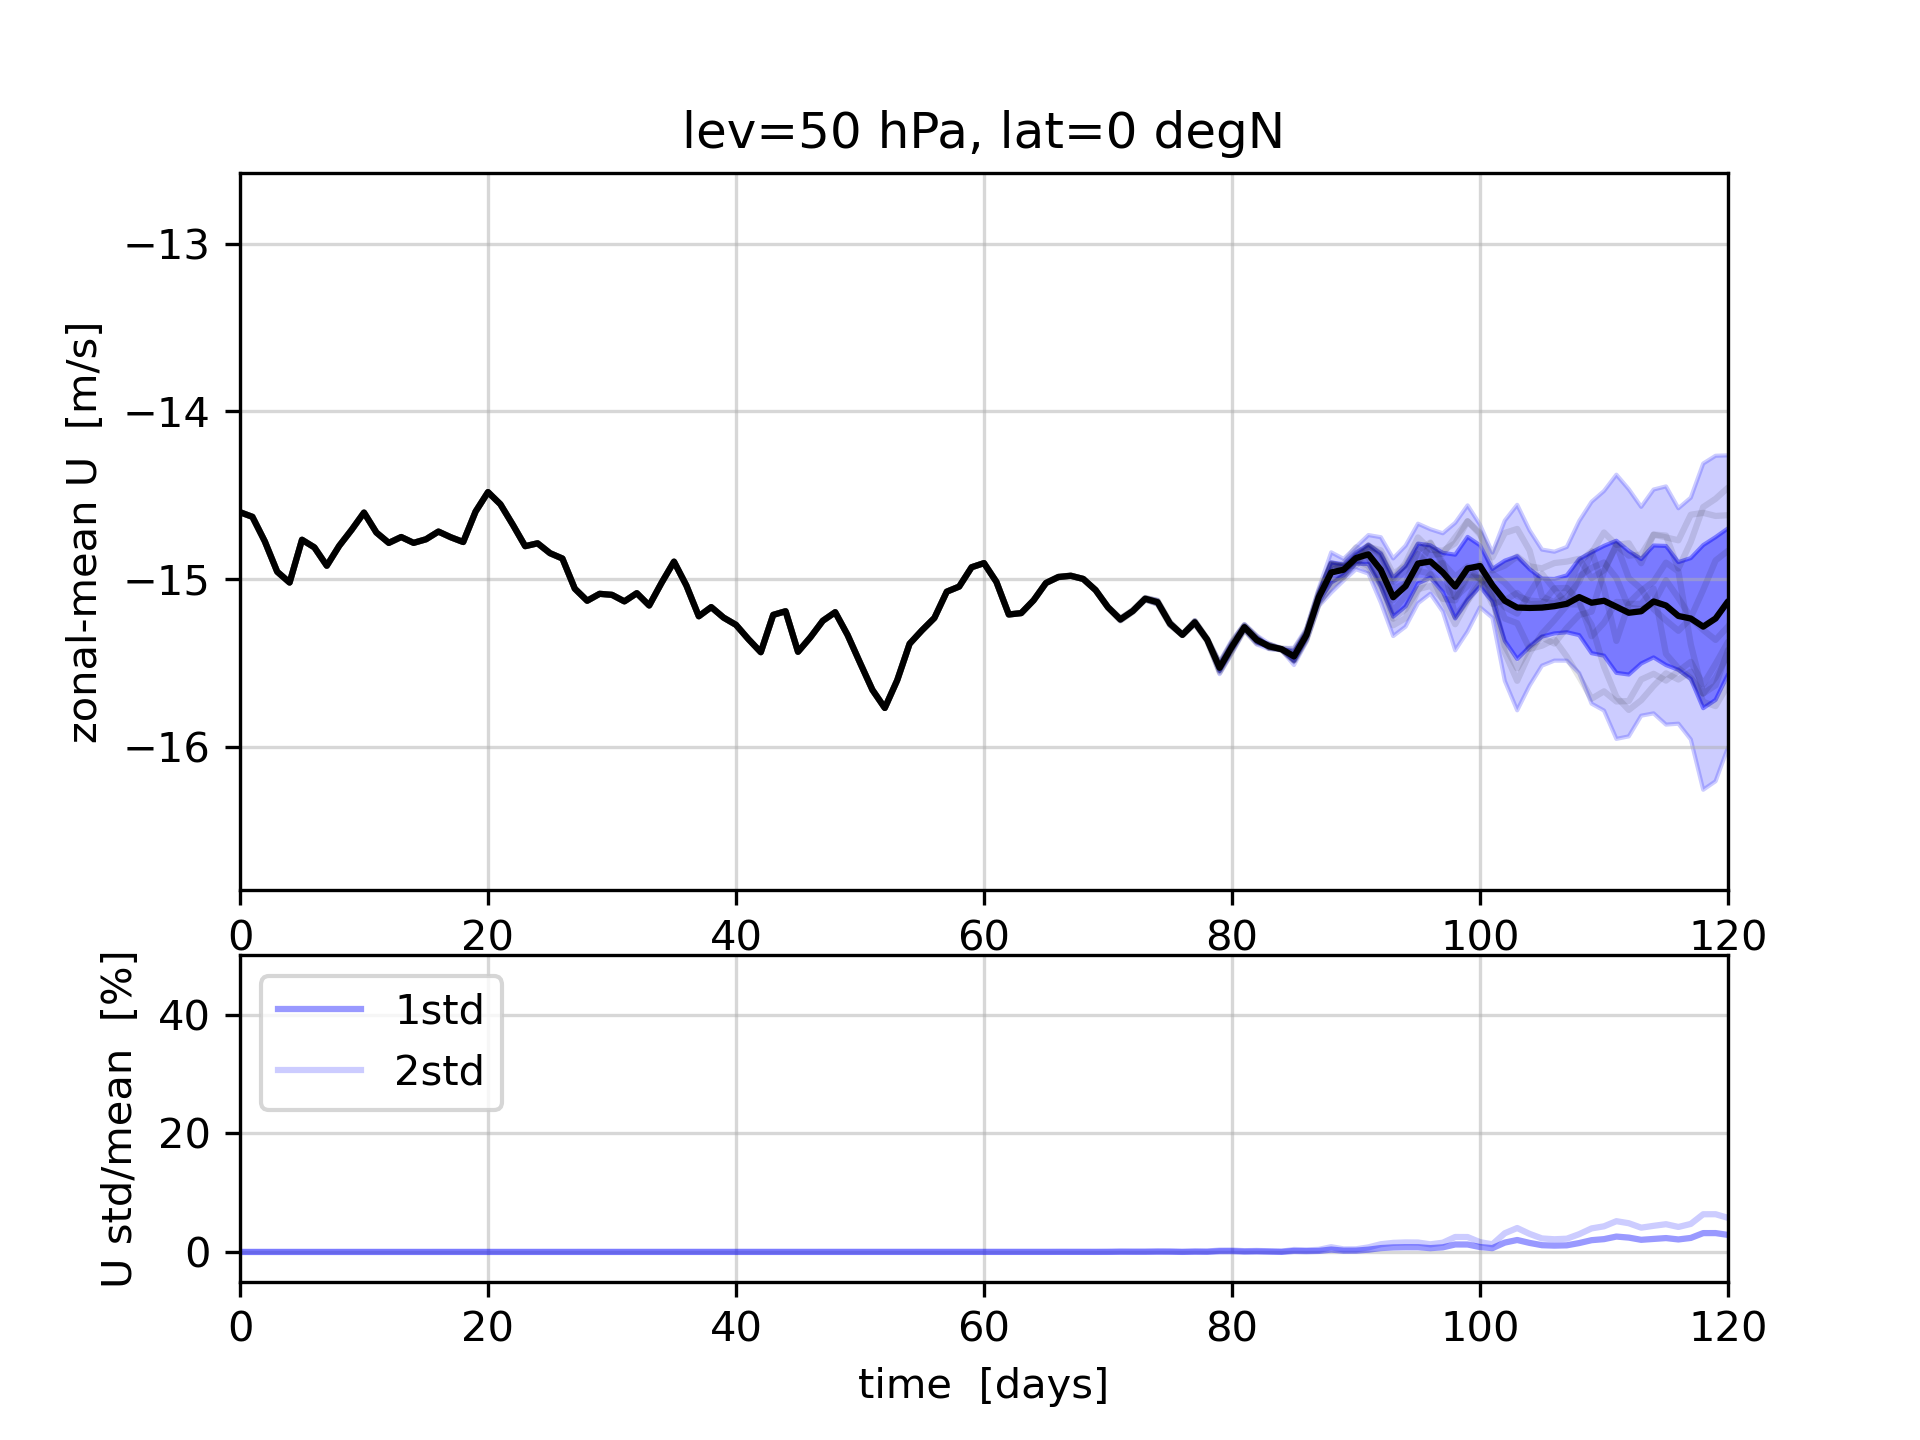 lev=50 hPa, lat=0 degN
zonal-mean U  [m/s]
−13
−14
−15
−16
0 20 40 60 80 100 120
U std/mean  [%]
40
20
0
1std
2std
0 20 40 60 80 100 120
time  [days]